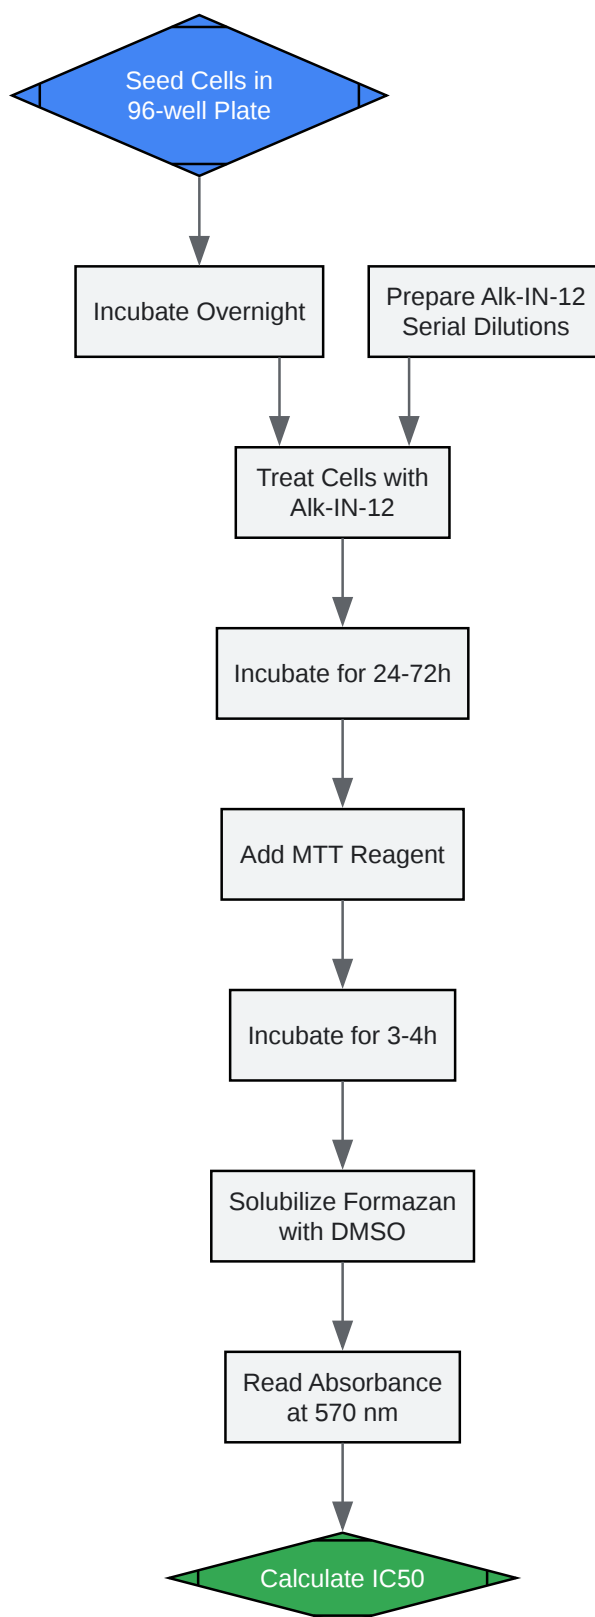 Seed Cells in
96-well Plate
Incubate Overnight
Prepare Alk-IN-12
Serial Dilutions
Treat Cells with
Alk-IN-12
Incubate for 24-72h
Add MTT Reagent
Incubate for 3-4h
Solubilize Formazan
with DMSO
Read Absorbance
at 570 nm
Calculate IC50